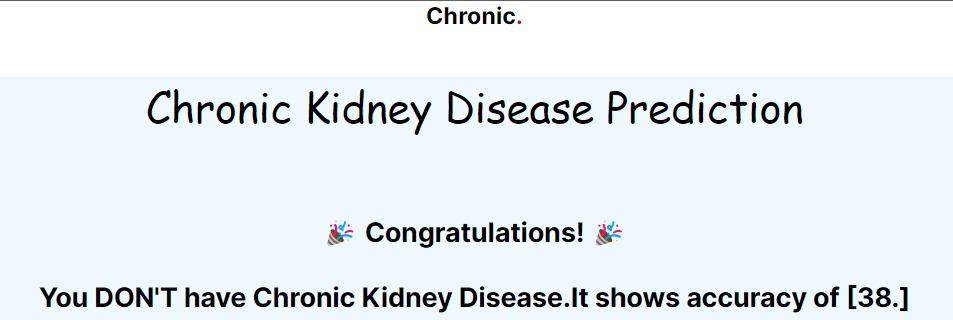 Chronic.
Chronic Kidney Disease Prediction
🎉 Congratulations! 🎉
You DON'T have Chronic Kidney Disease.It shows accuracy of [38.]